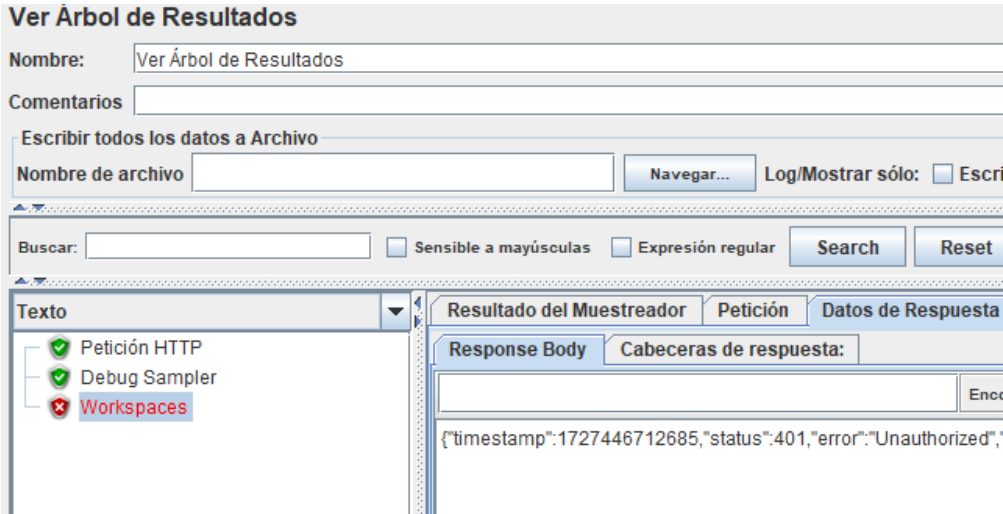 Ver Árbol de Resultados
Nombre: Ver Árbol de Resultados
Comentarios
Escribir todos los datos a Archivo
Nombre de archivo Navegar... Log/Mostrar sólo:
Buscar: Sensible a mayúsculas Expresión regular Search Reset
Texto
Resultado del Muestreador Petición Datos de Respuesta
Petición HTTP
Response Body Cabeceras de respuesta:
Debug Sampler
Workspaces
{"timestamp":1727446712685,"status":401,"error":"Unauthorized","